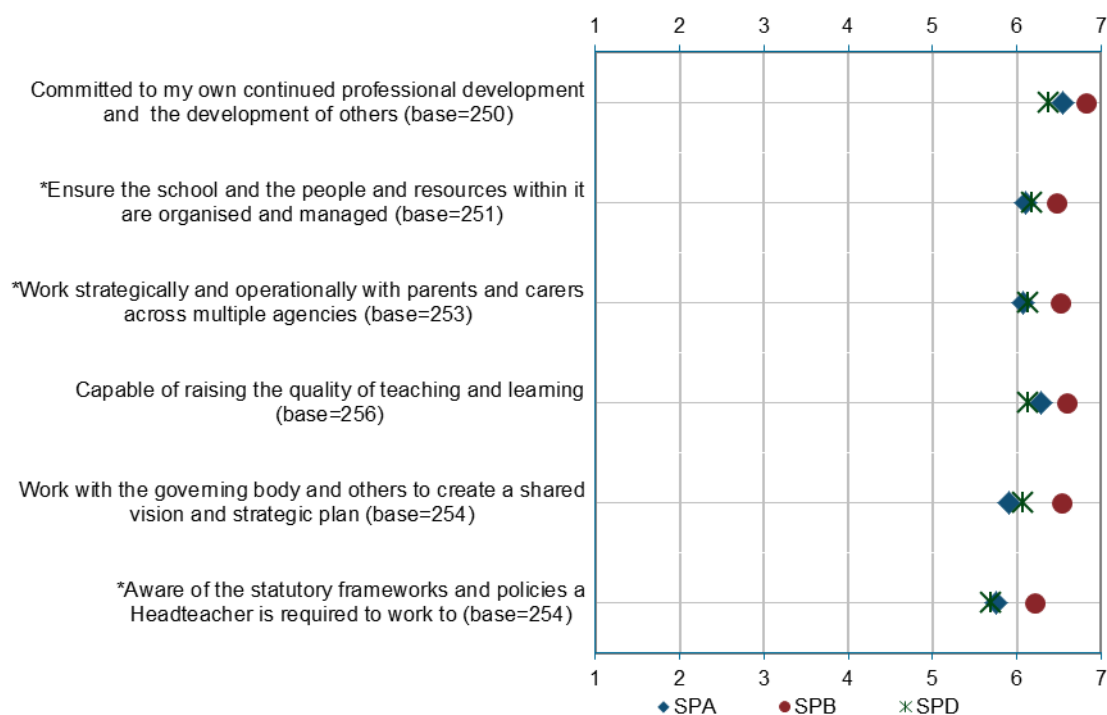 1 2 3 4 5 6 7
Committed to my own continued professional development
and the development of others (base=250)
*Ensure the school and the people and resources within it
are organised and managed (base=251)
*Work strategically and operationally with parents and carers
across multiple agencies (base=253)
Capable of raising the quality of teaching and learning
(base=256)
Work with the governing body and others to create a shared
vision and strategic plan (base=254)
*Aware of the statutory frameworks and policies a
Headteacher is required to work to (base=254)
1 2 3 4 5 6 7
SPA SPB SPD